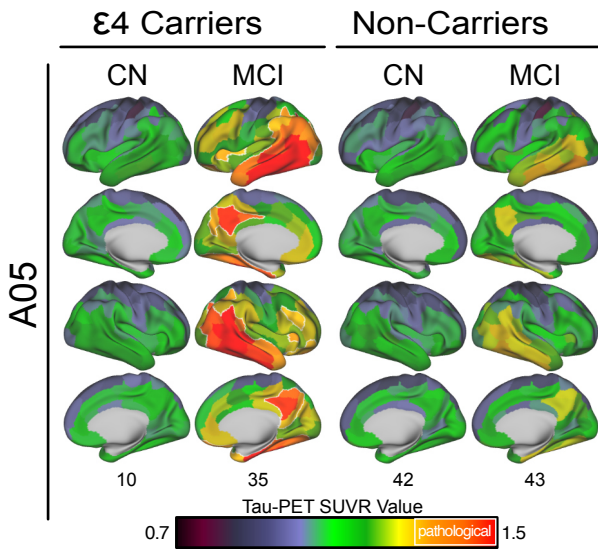 ε4 Carriers Non-Carriers
CN MCI CN MCI
A05
10 35 42 43
Tau-PET SUVR Value
0.7 pathological 1.5